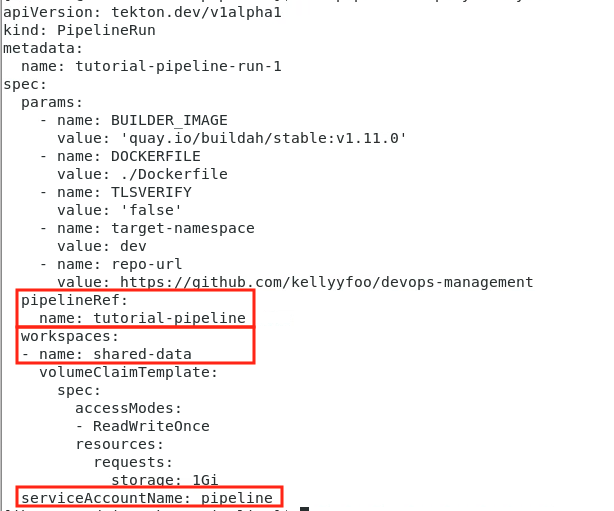 apiVersion: tekton.dev/v1alpha1
kind: PipelineRun
metadata:
  name: tutorial-pipeline-run-1
spec:
  params:
    - name: BUILDER_IMAGE
      value: 'quay.io/buildah/stable:v1.11.0'
    - name: DOCKERFILE
      value: ./Dockerfile
    - name: TLSVERIFY
      value: 'false'
    - name: target-namespace
      value: dev
    - name: repo-url
      value: https://github.com/kellyyfoo/devops-management
  pipelineRef:
    name: tutorial-pipeline
  workspaces:
  - name: shared-data
    volumeClaimTemplate:
      spec:
        accessModes:
        - ReadWriteOnce
        resources:
          requests:
            storage: 1Gi
  serviceAccountName: pipeline